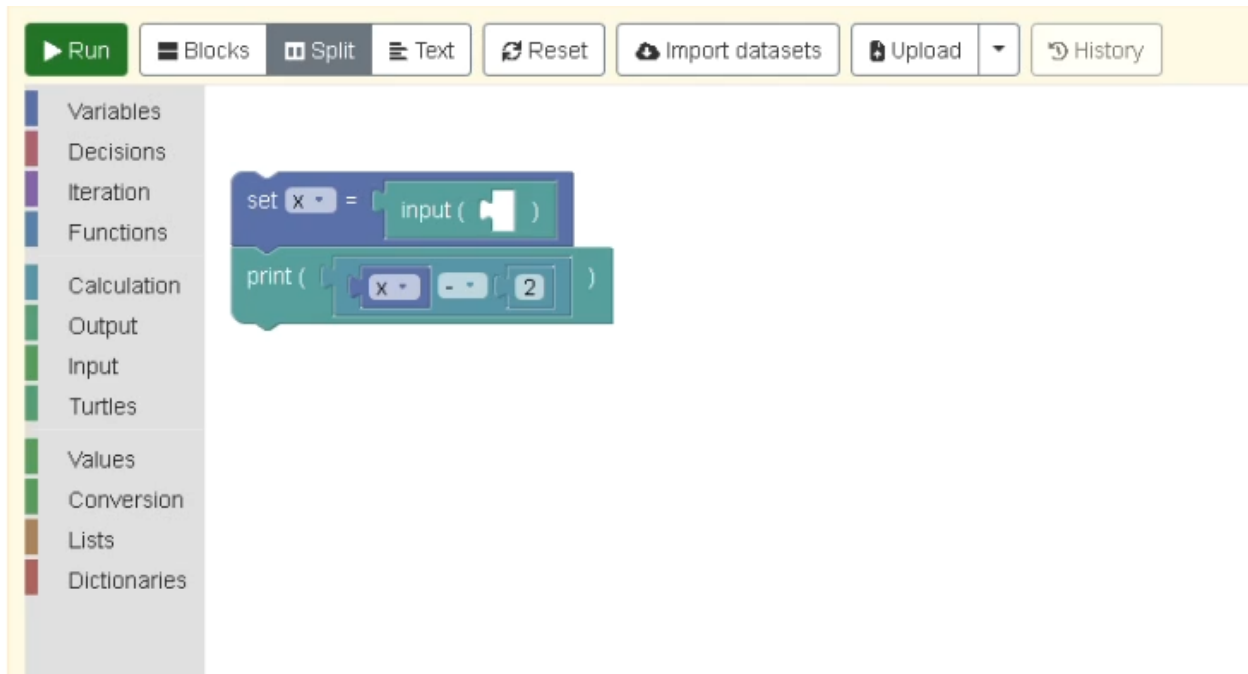 Run Blocks Split Text Reset Import datasets Upload History
Variables
Decisions
Iteration
Functions
Calculation
Output
Input
Turtles
Values
Conversion
Lists
Dictionaries
set x = input ( )
print ( x - 2 )